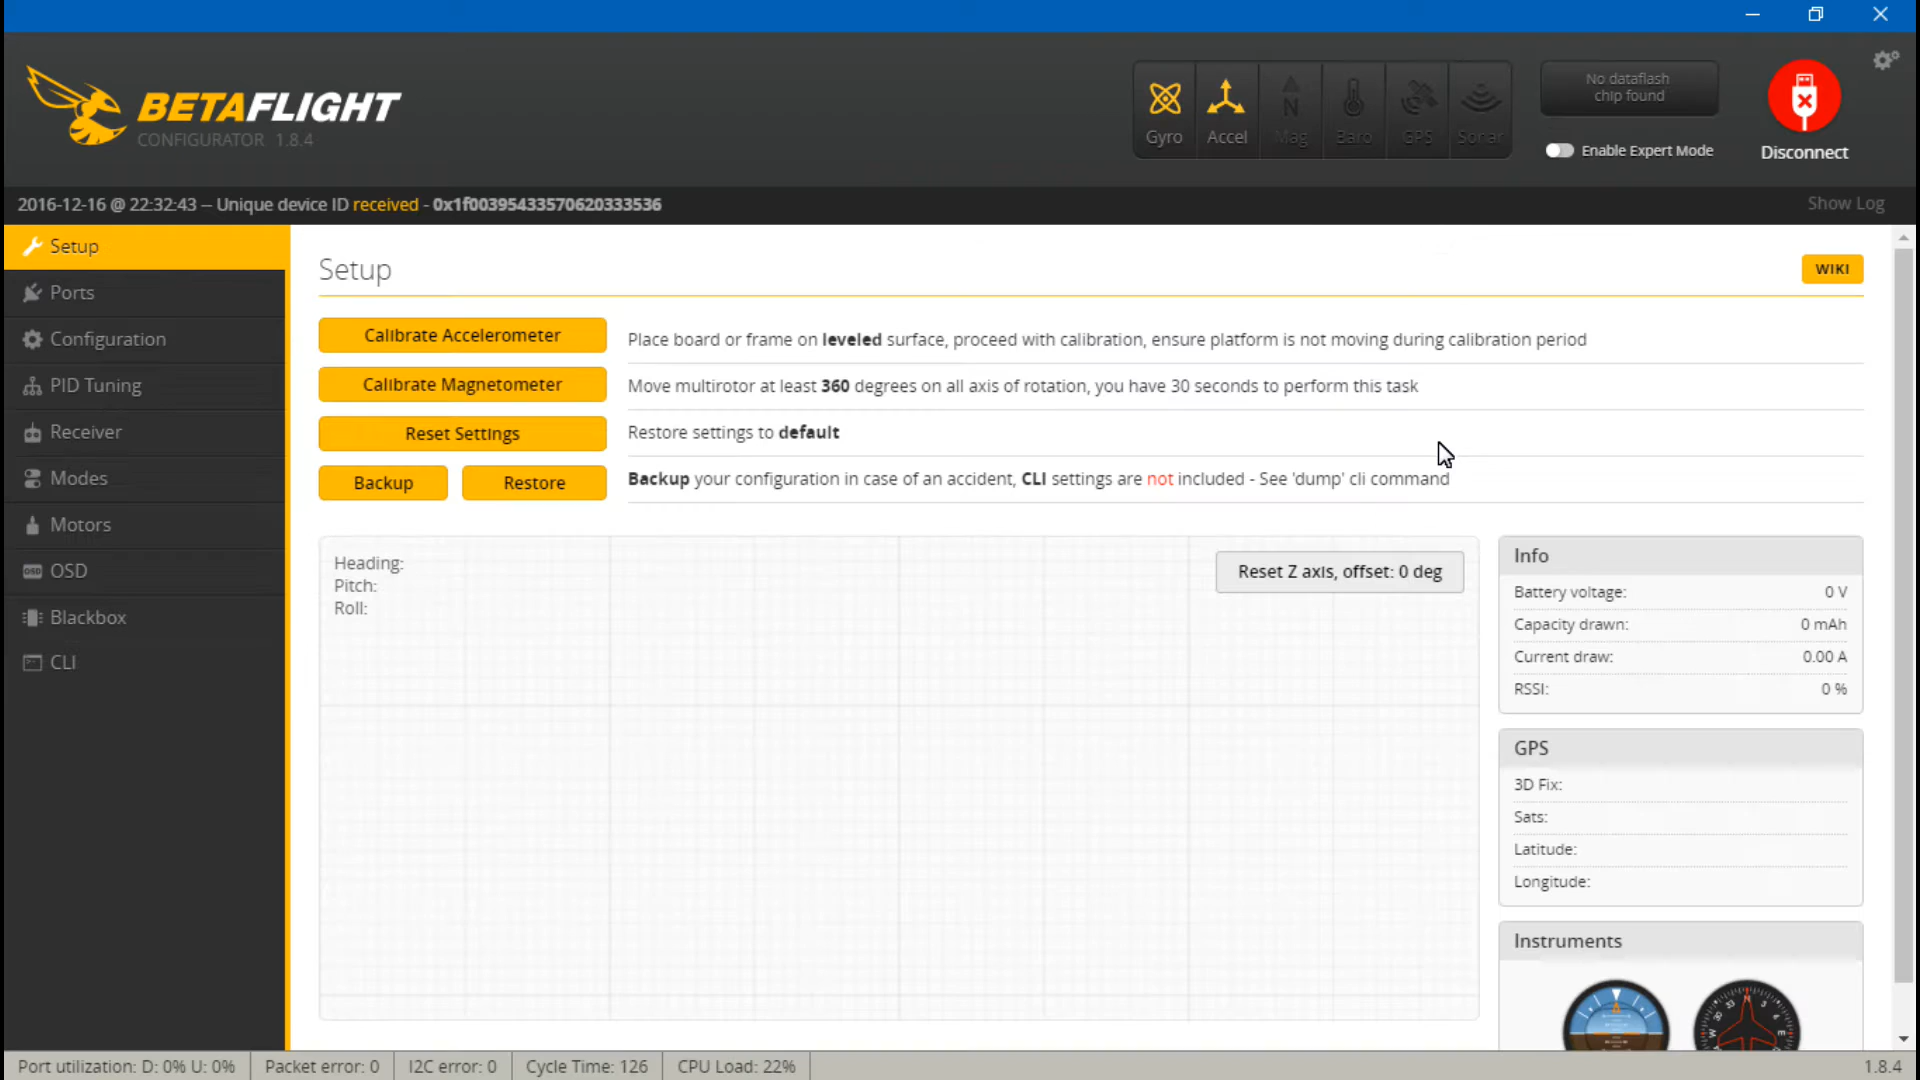 BETAFLIGHT
CONFIGURATOR 1.8.4
Gyro Accel Mag Baro GPS Sonar
No dataflash
chip found
Enable Expert Mode
Disconnect
2016-12-16 @ 22:32:43 -- Unique device ID received - 0x1f00395433570620333536
Show Log
Setup
Ports
Configuration
PID Tuning
Receiver
Modes
Motors
OSD
Blackbox
CLI
Setup
WIKI
Calibrate Accelerometer
Place board or frame on leveled surface, proceed with calibration, ensure platform is not moving during calibration period
Calibrate Magnetometer
Move multirotor at least 360 degrees on all axis of rotation, you have 30 seconds to perform this task
Reset Settings
Restore settings to default
Backup Restore
Backup your configuration in case of an accident, CLI settings are not included - See 'dump' cli command
Heading:
Pitch:
Roll:
Reset Z axis, offset: 0 deg
Info
Battery voltage: 0 V
Capacity drawn: 0 mAh
Current draw: 0.00 A
RSSI: 0 %
GPS
3D Fix:
Sats:
Latitude:
Longitude:
Instruments
Port utilization: D: 0% U: 0% Packet error: 0 I2C error: 0 Cycle Time: 126 CPU Load: 22% 1.8.4